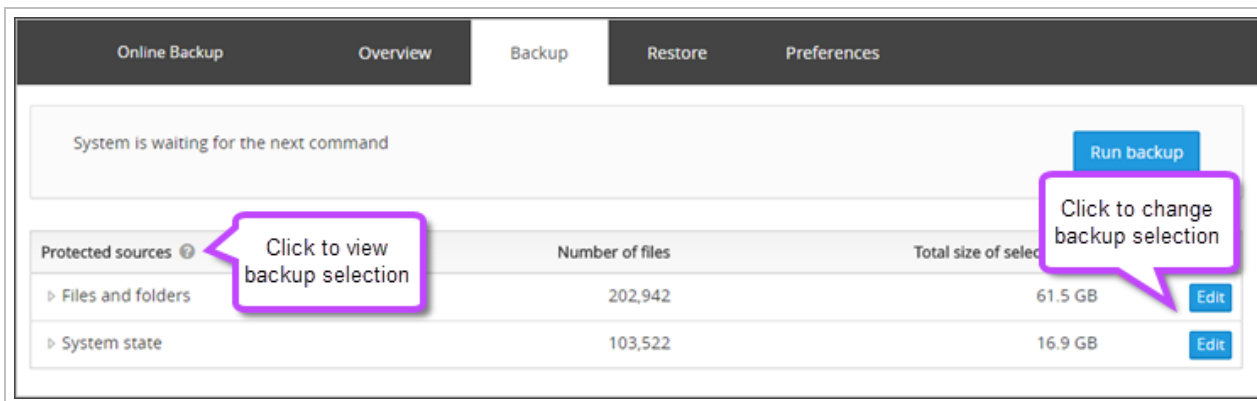 Online Backup Overview Backup Restore Preferences
System is waiting for the next command
Run backup
Click to change
backup selection
Click to view
backup selection
Protected sources ? Number of files Total size of selec
Files and folders 202,942 61.5 GB Edit
System state 103,522 16.9 GB Edit